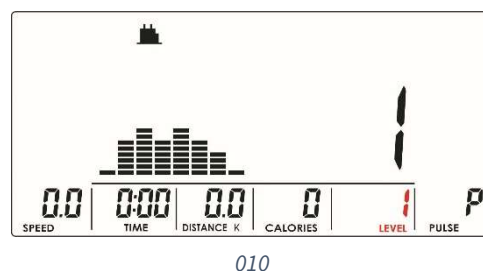 1
0.0 0:00 0.0 0 1 P
SPEED TIME DISTANCE K CALORIES LEVEL PULSE
010